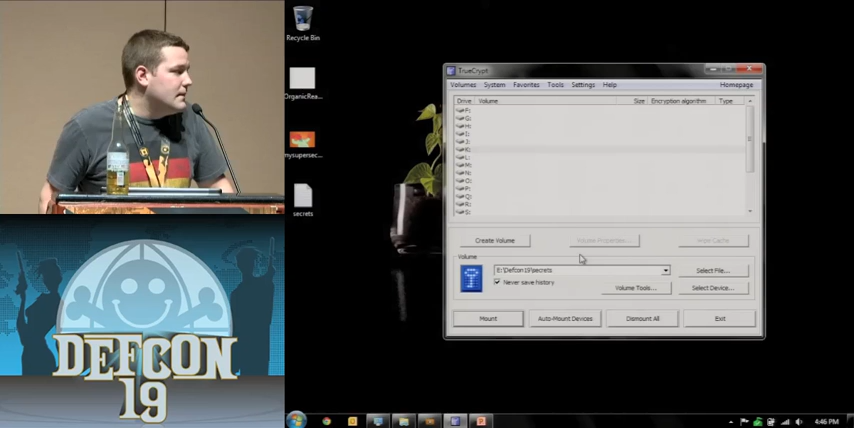 Recycle Bin
OrganicRea...
mysupersec...
secrets
TrueCrypt
Volumes System Favorites Tools Settings Help Homepage
Drive Volume Size Encryption algorithm Type
F:
G:
H:
I:
J:
K:
L:
M:
N:
O:
P:
Q:
R:
S:
Create Volume Volume Properties... Wipe Cache
Volume
E:\Defcon19\secrets Select File...
Never save history Volume Tools... Select Device...
Mount Auto-Mount Devices Dismount All Exit
4:46 PM
DEFCON
19